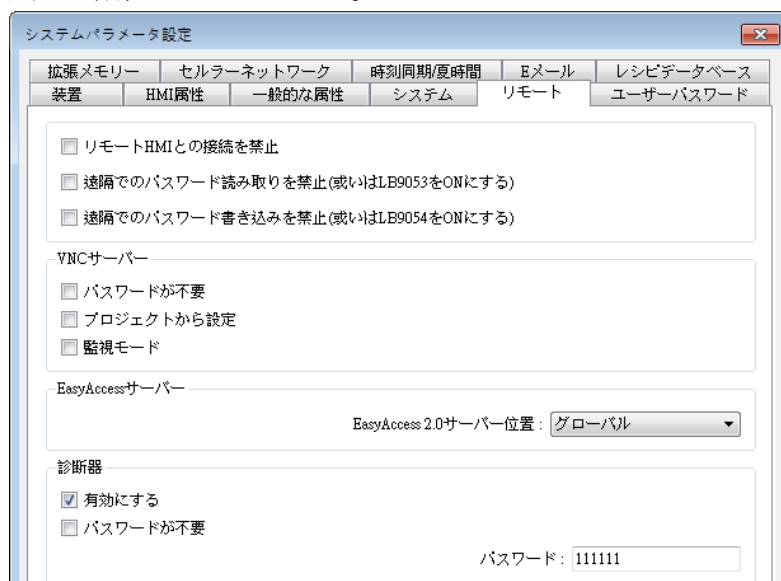 システムパラメータ設定
拡張メモリー セルラーネットワーク 時刻同期/夏時間 Eメール レシピデータベース
装置 HMI属性 一般的な属性 システム リモート ユーザーパスワード
リモートHMIとの接続を禁止
遠隔でのパスワード読み取りを禁止(或いはLB9053をONにする)
遠隔でのパスワード書き込みを禁止(或いはLB9054をONにする)
VNCサーバー
パスワードが不要
プロジェクトから設定
監視モード
EasyAccessサーバー
EasyAccess 2.0サーバー位置 : グローバル
診断器
有効にする
パスワードが不要
パスワード : 111111